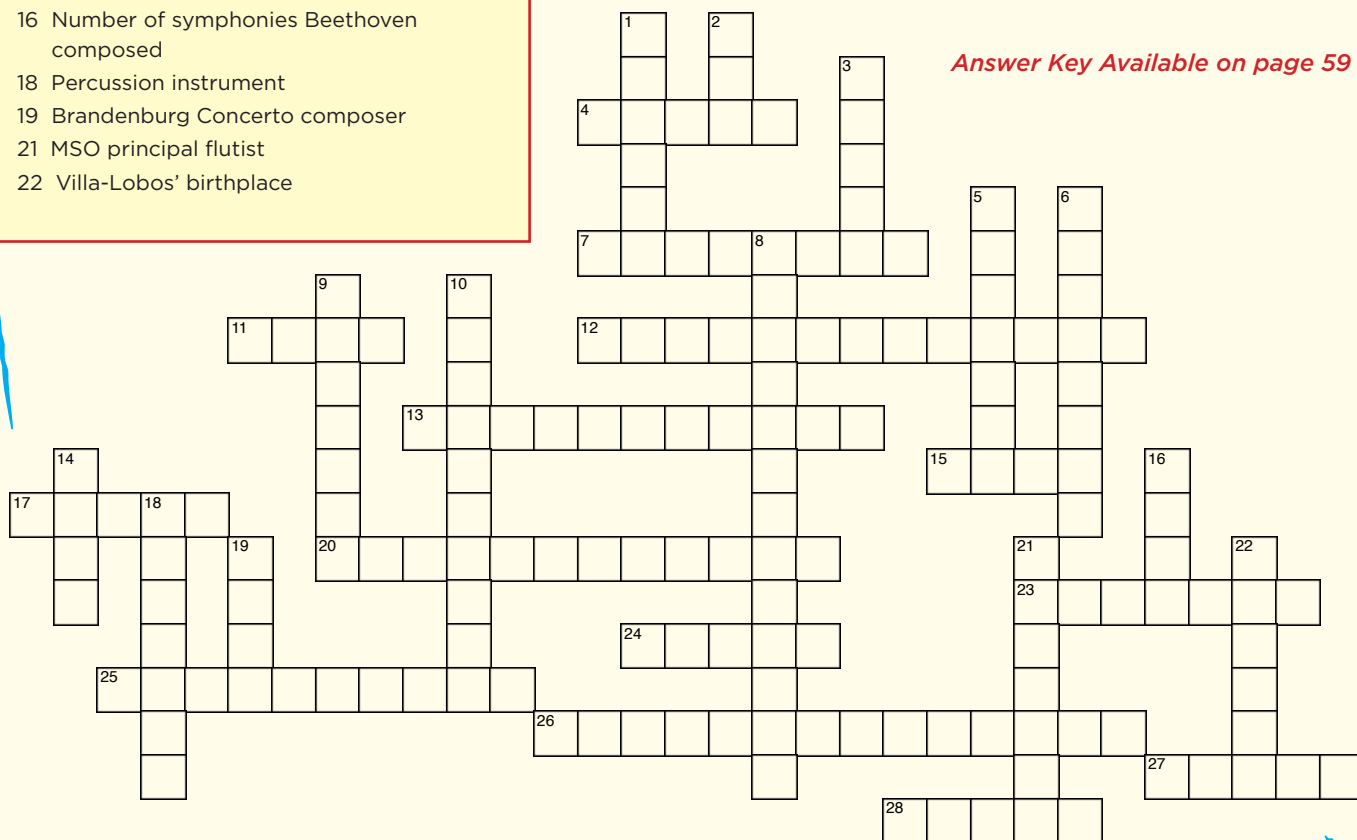 16 Number of symphonies Beethoven
composed
18 Percussion instrument
19 Brandenburg Concerto composer
21 MSO principal flutist
22 Villa-Lobos' birthplace
Answer Key Available on page 59
1 2
3
4
5 6
7 8
9 10
11 12
13
14 15 16
17 18
19 20 21 22
23
24
25
26
27
28